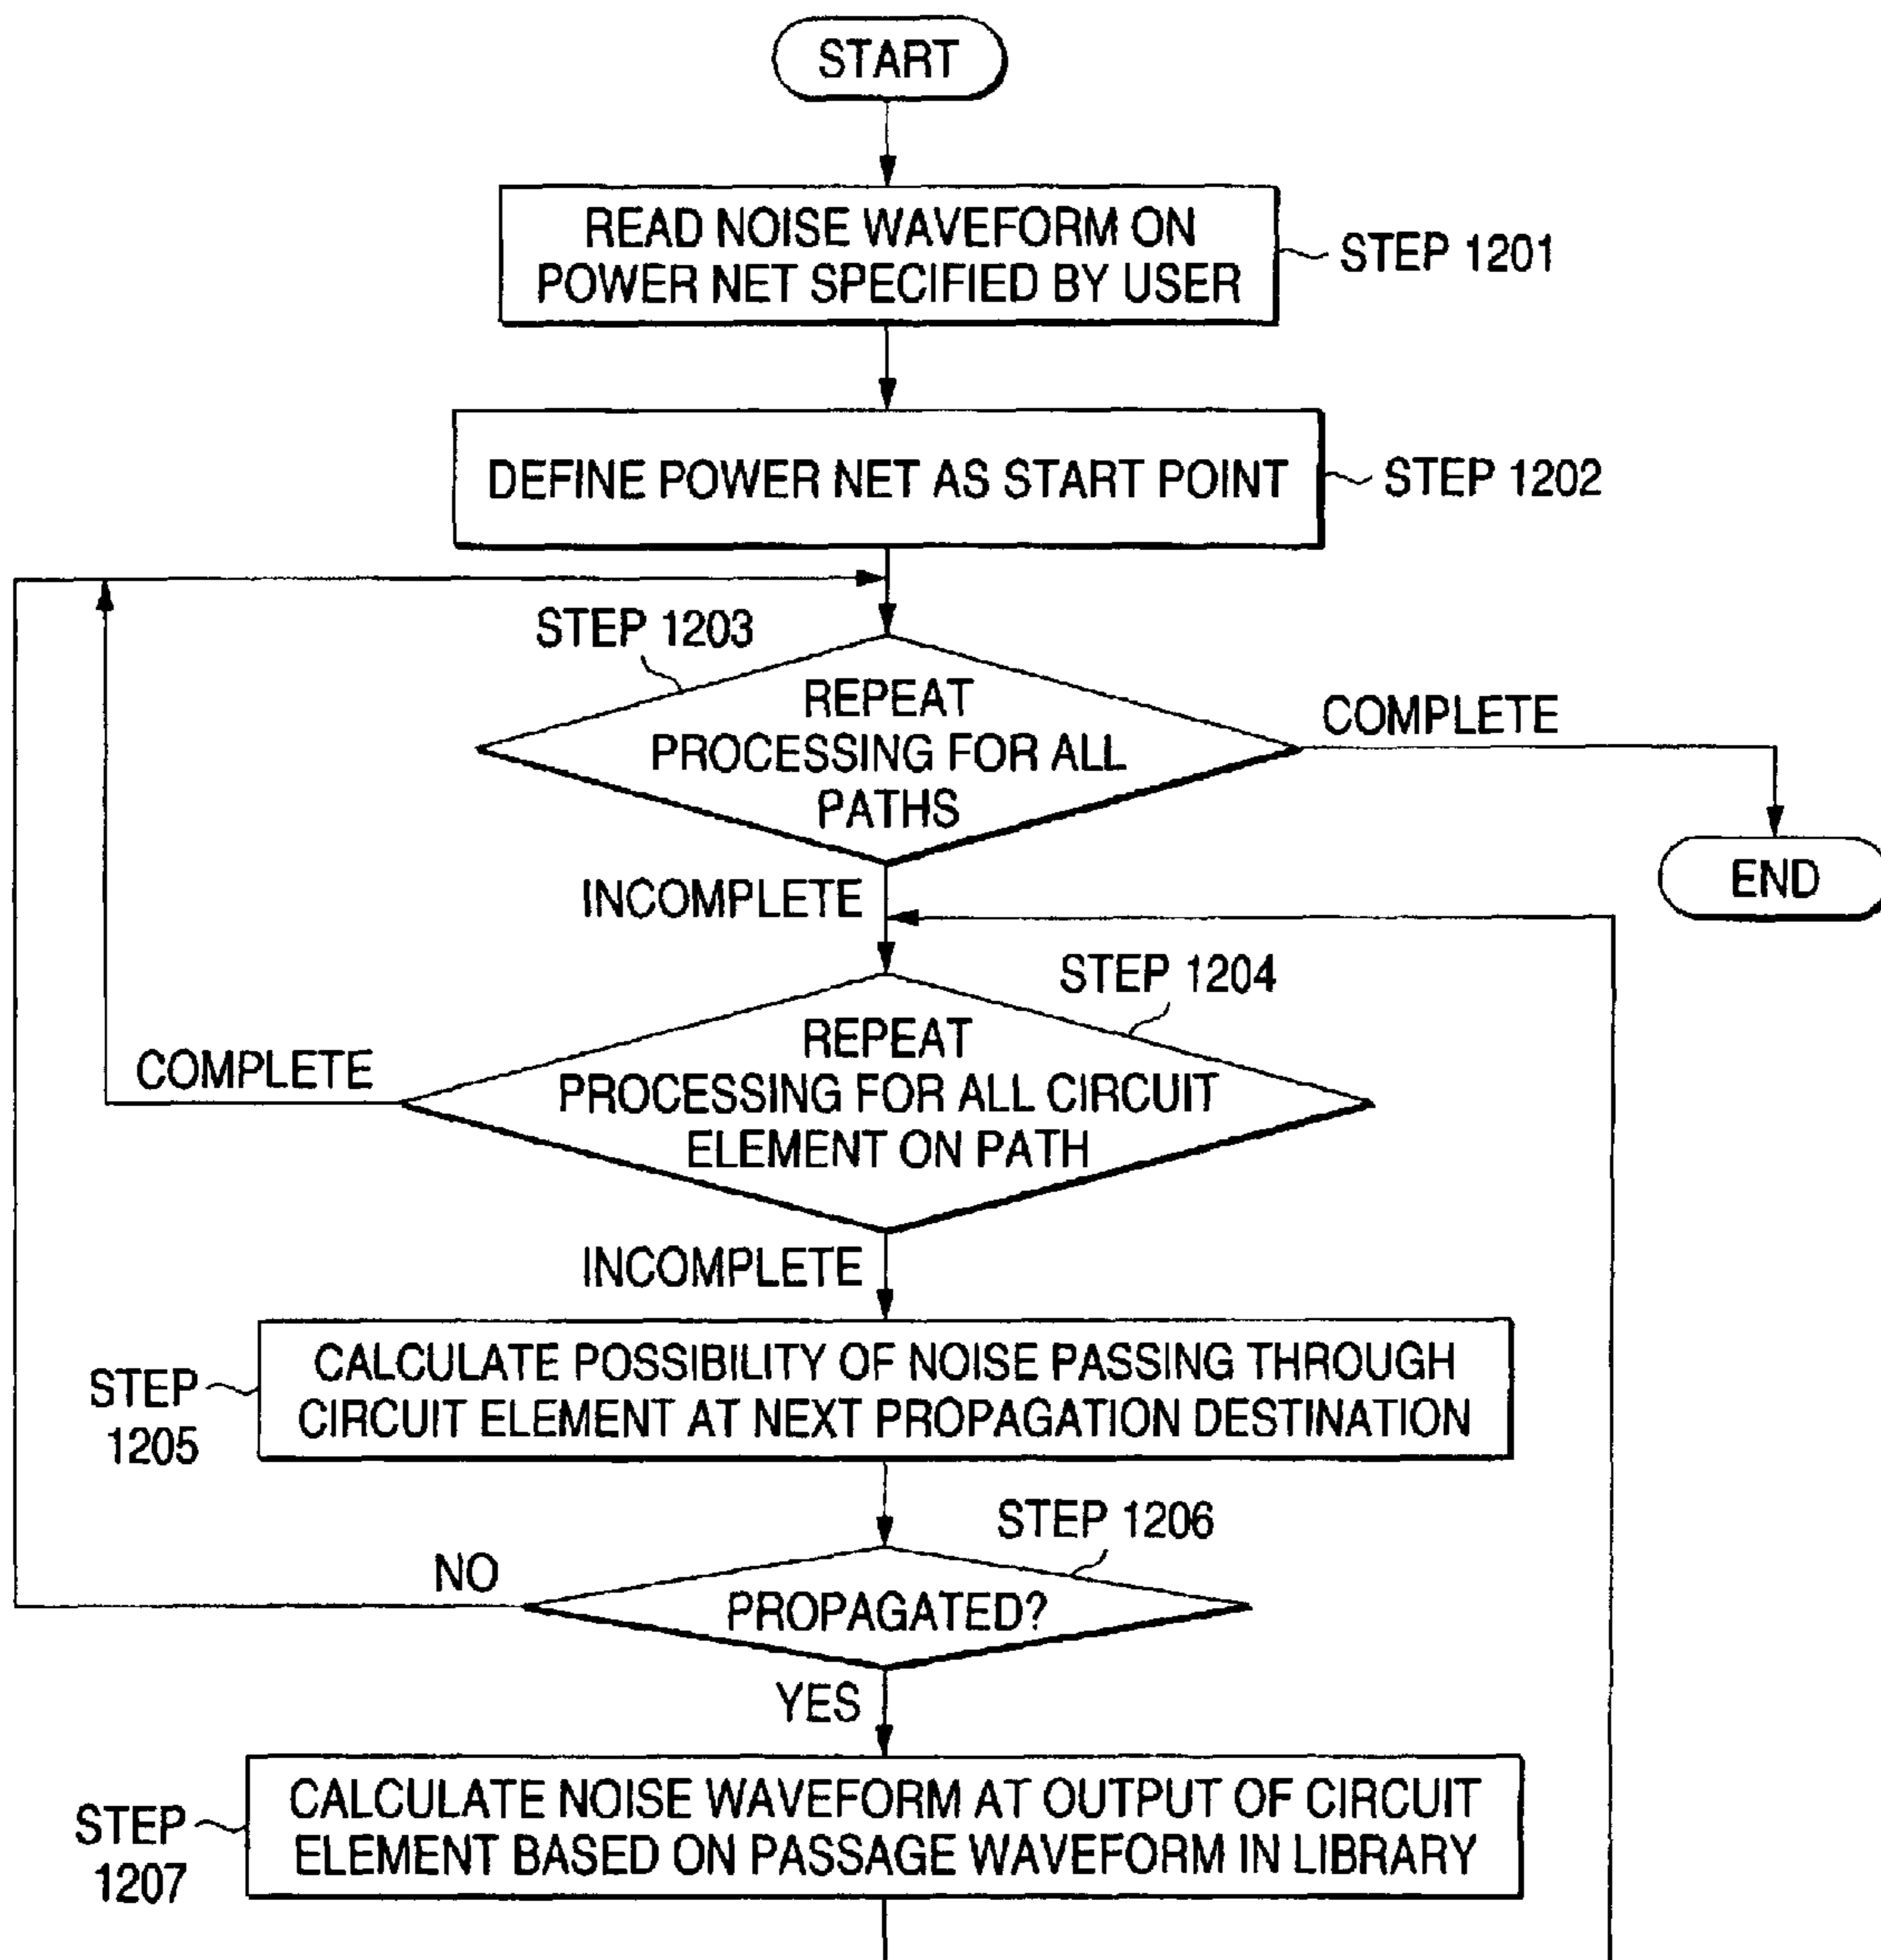 START
READ NOISE WAVEFORM ON
POWER NET SPECIFIED BY USER
STEP 1201
DEFINE POWER NET AS START POINT
STEP 1202
STEP 1203
REPEAT
PROCESSING FOR ALL
PATHS
COMPLETE
END
INCOMPLETE
STEP 1204
REPEAT
PROCESSING FOR ALL CIRCUIT
ELEMENT ON PATH
COMPLETE
INCOMPLETE
STEP
1205
CALCULATE POSSIBILITY OF NOISE PASSING THROUGH
CIRCUIT ELEMENT AT NEXT PROPAGATION DESTINATION
STEP 1206
NO
PROPAGATED?
YES
STEP
1207
CALCULATE NOISE WAVEFORM AT OUTPUT OF CIRCUIT
ELEMENT BASED ON PASSAGE WAVEFORM IN LIBRARY